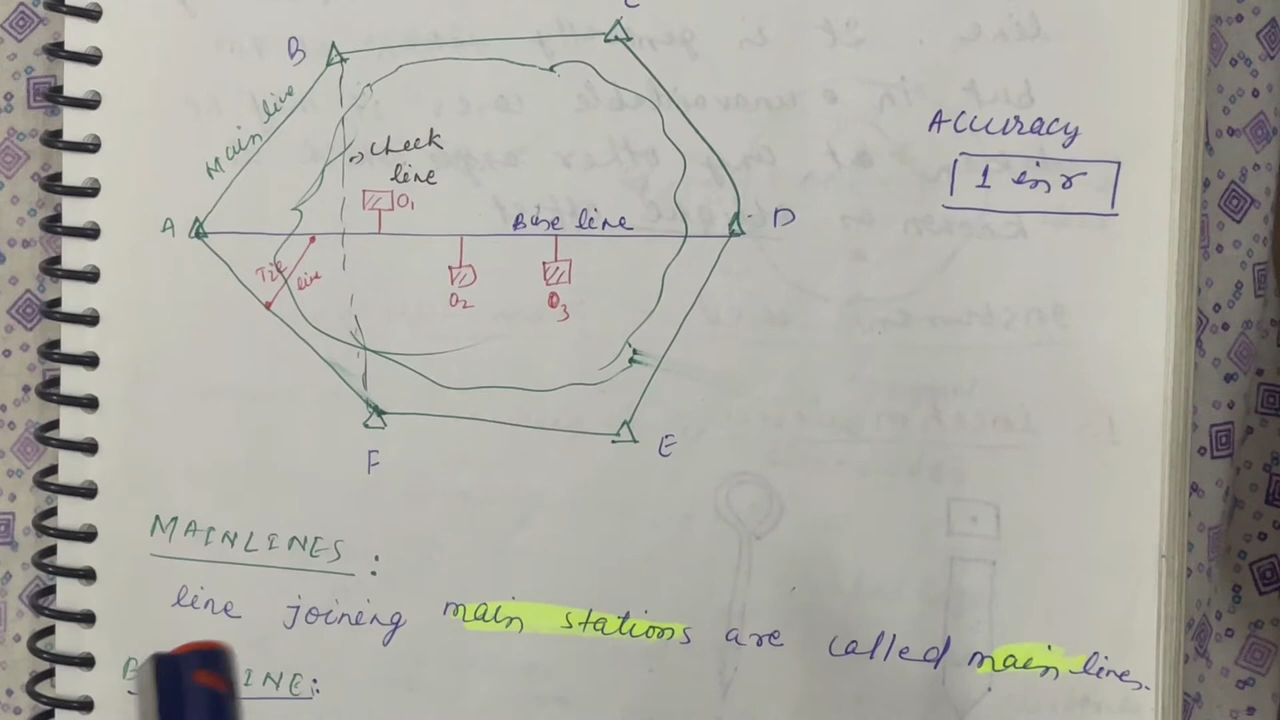 C
B
Main line
check
line
O₁
A
Base line
D
Tie
line
O₂
O₃
F
E
Accuracy
1 in r
MAINLINES :
line joining main stations are called main lines.
INE: